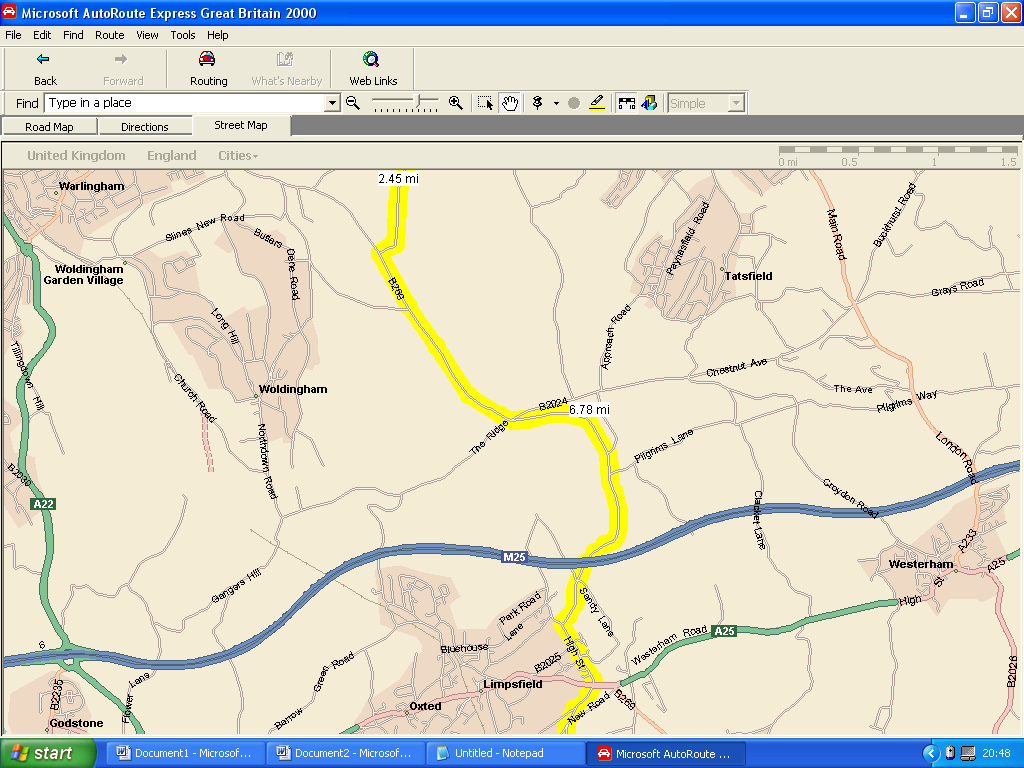 Microsoft AutoRoute Express Great Britain 2000
File Edit Find Route View Tools Help
Back Forward Routing What's Nearby Web Links
Find Type in a place Simple
Road Map Directions Street Map
United Kingdom England Cities
0 mi 0.5 1 1.5
2.45 mi
Warlingham
Slines New Road
Butlers Dene Road
Paynesfield Road
Main Road
Buckhurst Road
Woldingham
Garden Village
Tatsfield
B269
Grays Road
Long Hill
Approach Road
Tillingdown Hill
Church Road
Woldingham
Chestnut Ave
The Ave
Pilgrims Way
B2024
6.78 mi
The Ridge
Pilgrims Lane
London Road
Northdown Road
B2030
A22
Croydon Road
Clacket Lane
M25
A233
Westerham
A25
High St
Gangers Hill
Park Road
Sandy Lane
Lane
A25
Westerham Road
6
Bluehouse
High St
B2025
Green Road
B2026
Limpsfield
B269
B2235
Flower Lane
Oxted
New Road
Barrow
Godstone
start
Document1 - Microsof...
Document2 - Microsof...
Untitled - Notepad
Microsoft AutoRoute ...
20:48